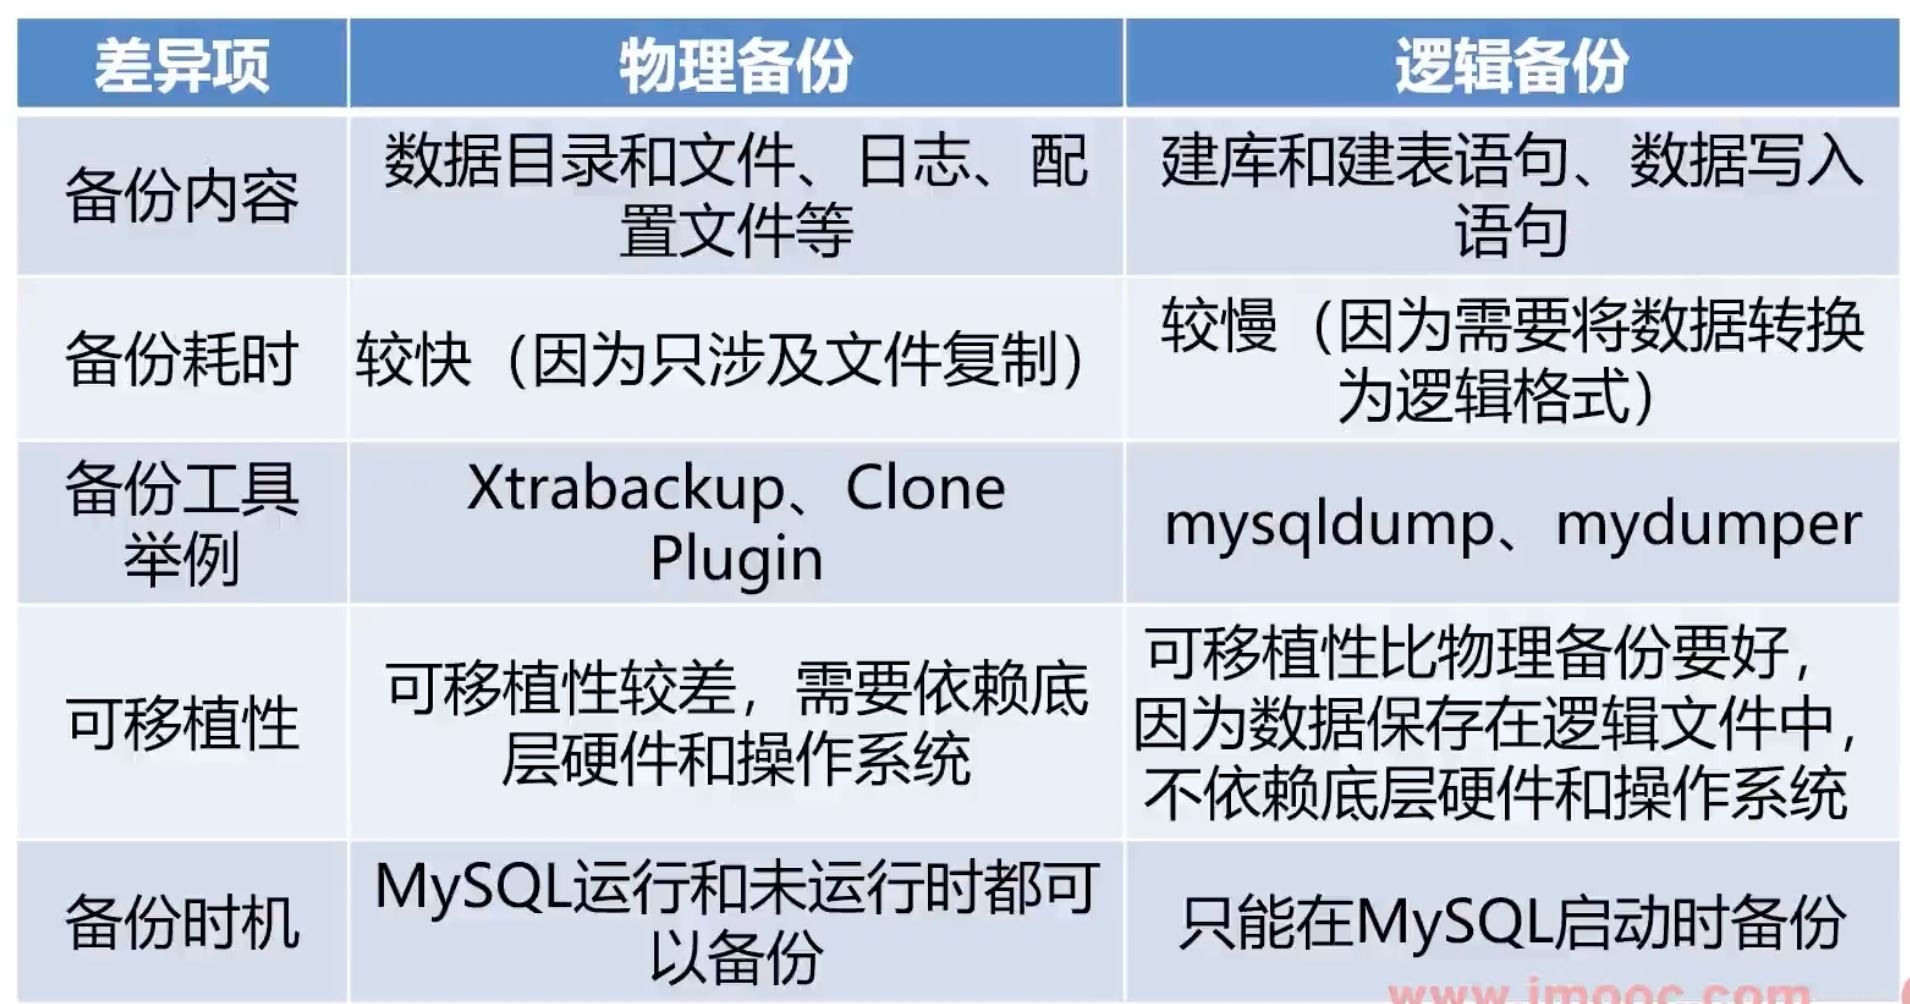 差异项
物理备份
逻辑备份
备份内容
数据目录和文件、日志、配
置文件等
建库和建表语句、数据写入
语句
备份耗时
较快（因为只涉及文件复制）
较慢（因为需要将数据转换
为逻辑格式）
备份工具
举例
Xtrabackup、Clone
Plugin
mysqldump、mydumper
可移植性
可移植性较差，需要依赖底
层硬件和操作系统
可移植性比物理备份要好，
因为数据保存在逻辑文件中，
不依赖底层硬件和操作系统
备份时机
MySQL运行和未运行时都可
以备份
只能在MySQL启动时备份
www.imooc.com